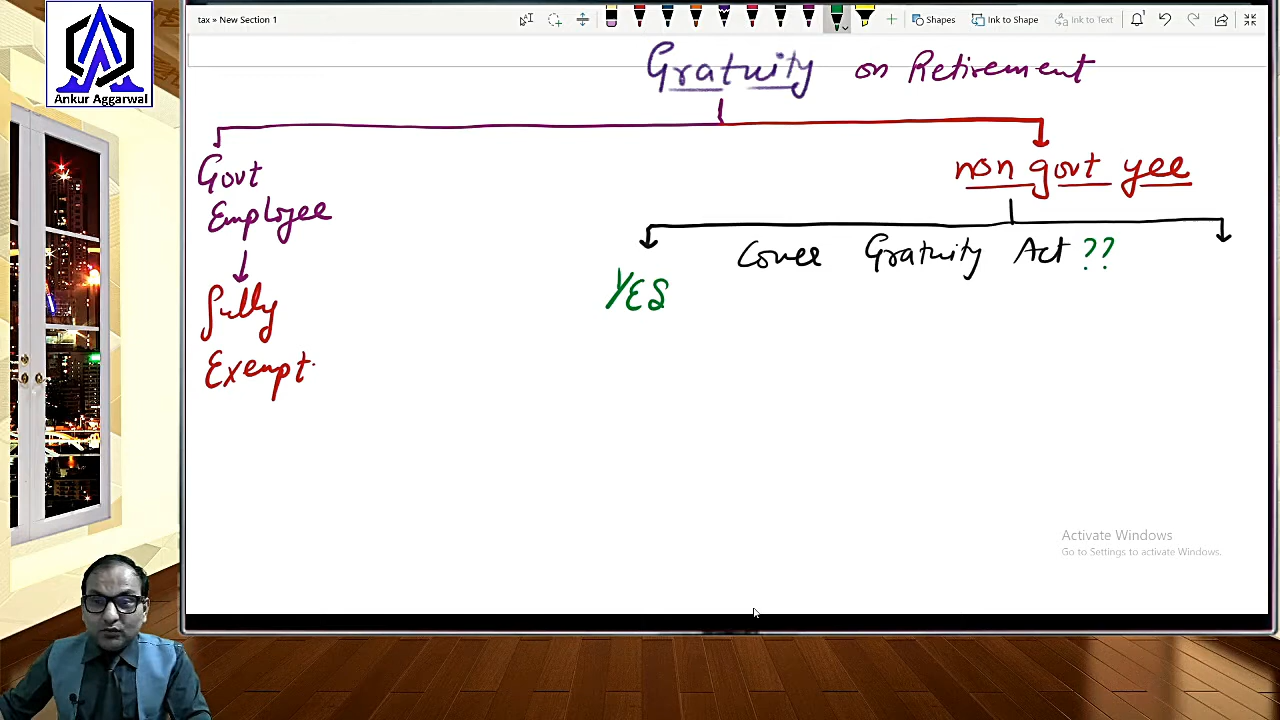 tax » New Section 1
Shapes
Ink to Shape
Ink to Text
Ankur Aggarwal
Gratuity on Retirement
Govt
Employee
Fully
Exempt
non govt yee
Cover Gratuity Act ??
YES
Activate Windows
Go to Settings to activate Windows.